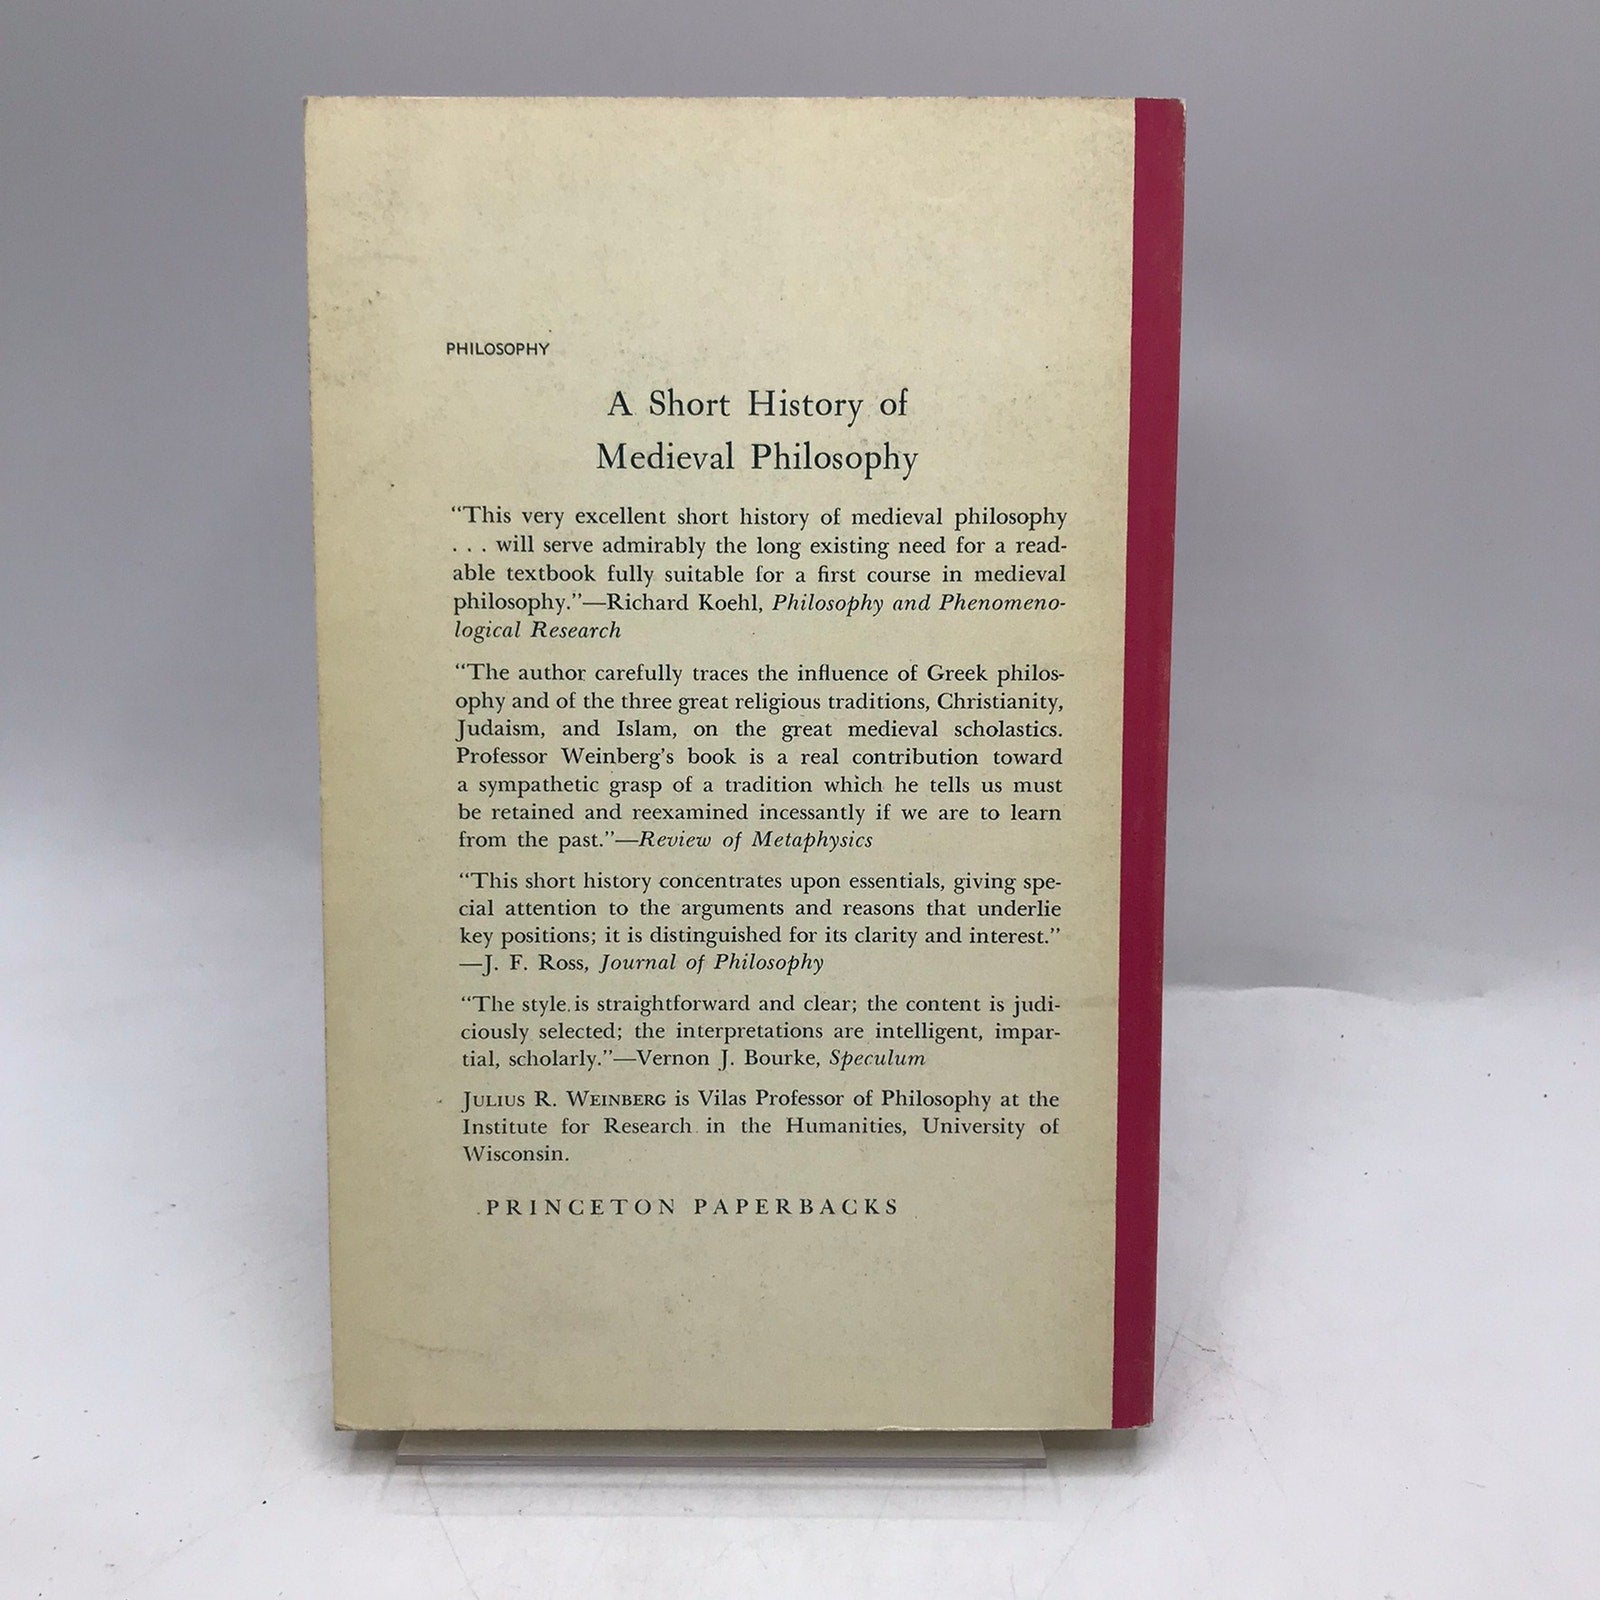 PHILOSOPHY
A Short History of
Medieval Philosophy
“This very excellent short history of medieval philosophy
. . . will serve admirably the long existing need for a read-
able textbook fully suitable for a first course in medieval
philosophy.”—Richard Koehl, Philosophy and Phenomeno-
logical Research
“The author carefully traces the influence of Greek philos-
ophy and of the three great religious traditions, Christianity,
Judaism, and Islam, on the great medieval scholastics.
Professor Weinberg’s book is a real contribution toward
a sympathetic grasp of a tradition which he tells us must
be retained and reexamined incessantly if we are to learn
from the past.”—Review of Metaphysics
“This short history concentrates upon essentials, giving spe-
cial attention to the arguments and reasons that underlie
key positions; it is distinguished for its clarity and interest.”
—J. F. Ross, Journal of Philosophy
“The style is straightforward and clear; the content is judi-
ciously selected; the interpretations are intelligent, impar-
tial, scholarly.”—Vernon J. Bourke, Speculum
JULIUS R. WEINBERG is Vilas Professor of Philosophy at the
Institute for Research in the Humanities, University of
Wisconsin.
PRINCETON PAPERBACKS